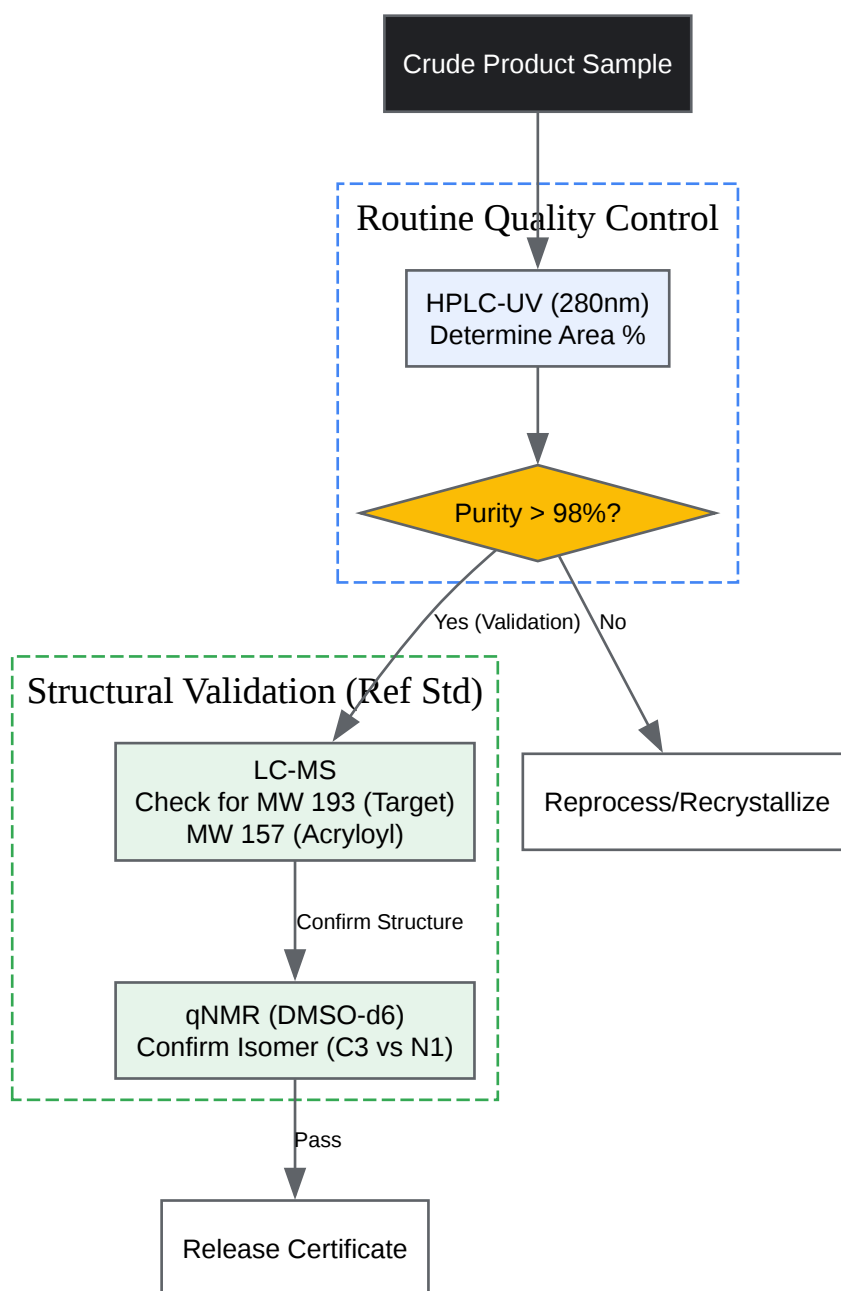 Crude Product Sample
Routine Quality Control
HPLC-UV (280nm)
Determine Area %
Purity > 98%?
Yes (Validation)
No
Structural Validation (Ref Std)
LC-MS
Check for MW 193 (Target)
MW 157 (Acryloyl)
Reprocess/Recrystallize
Confirm Structure
qNMR (DMSO-d6)
Confirm Isomer (C3 vs N1)
Pass
Release Certificate